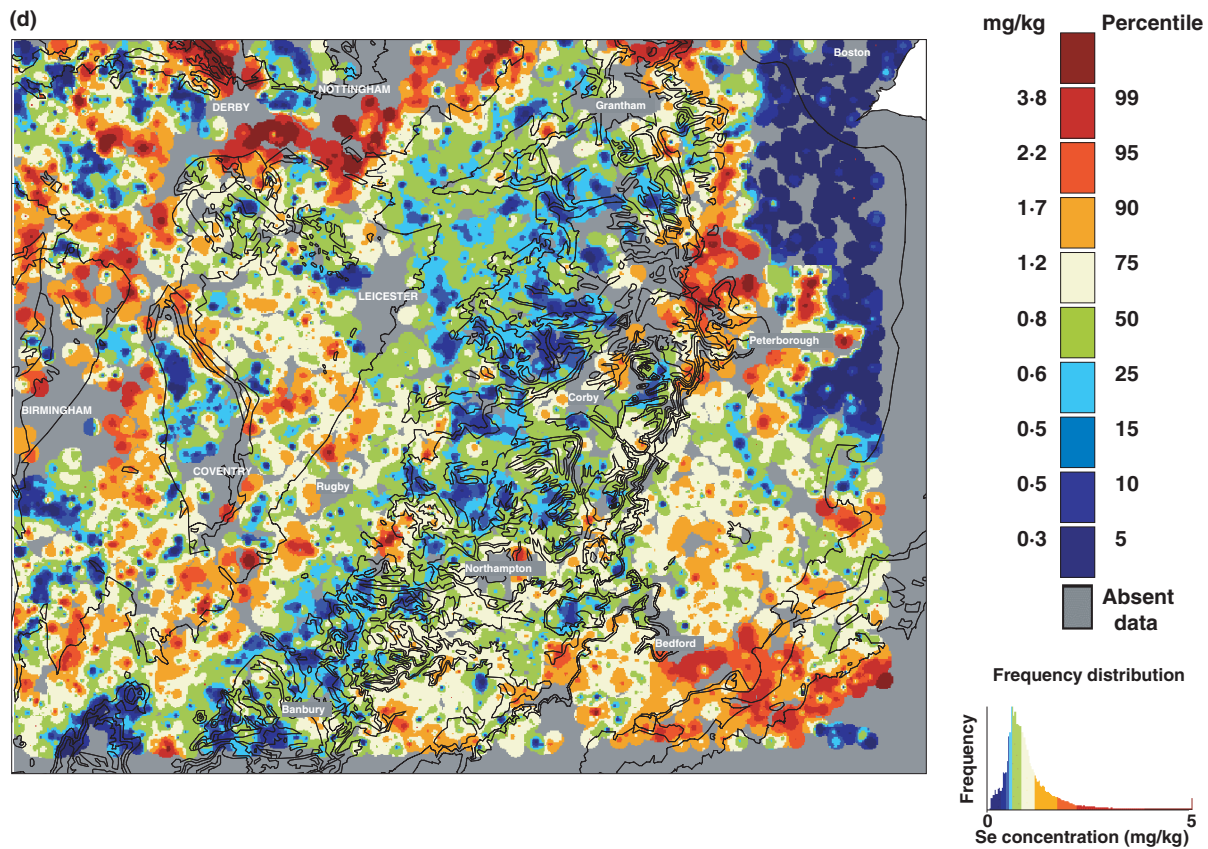 (d)
Boston
NOTTINGHAM
DERBY
Grantham
LEICESTER
Peterborough
Corby
BIRMINGHAM
COVENTRY
Rugby
Northampton
Bedford
Banbury
mg/kg Percentile
3·8 99
2·2 95
1·7 90
1·2 75
0·8 50
0·6 25
0·5 15
0·5 10
0·3 5
Absent
data
Frequency distribution
Frequency
0 5
Se concentration (mg/kg)